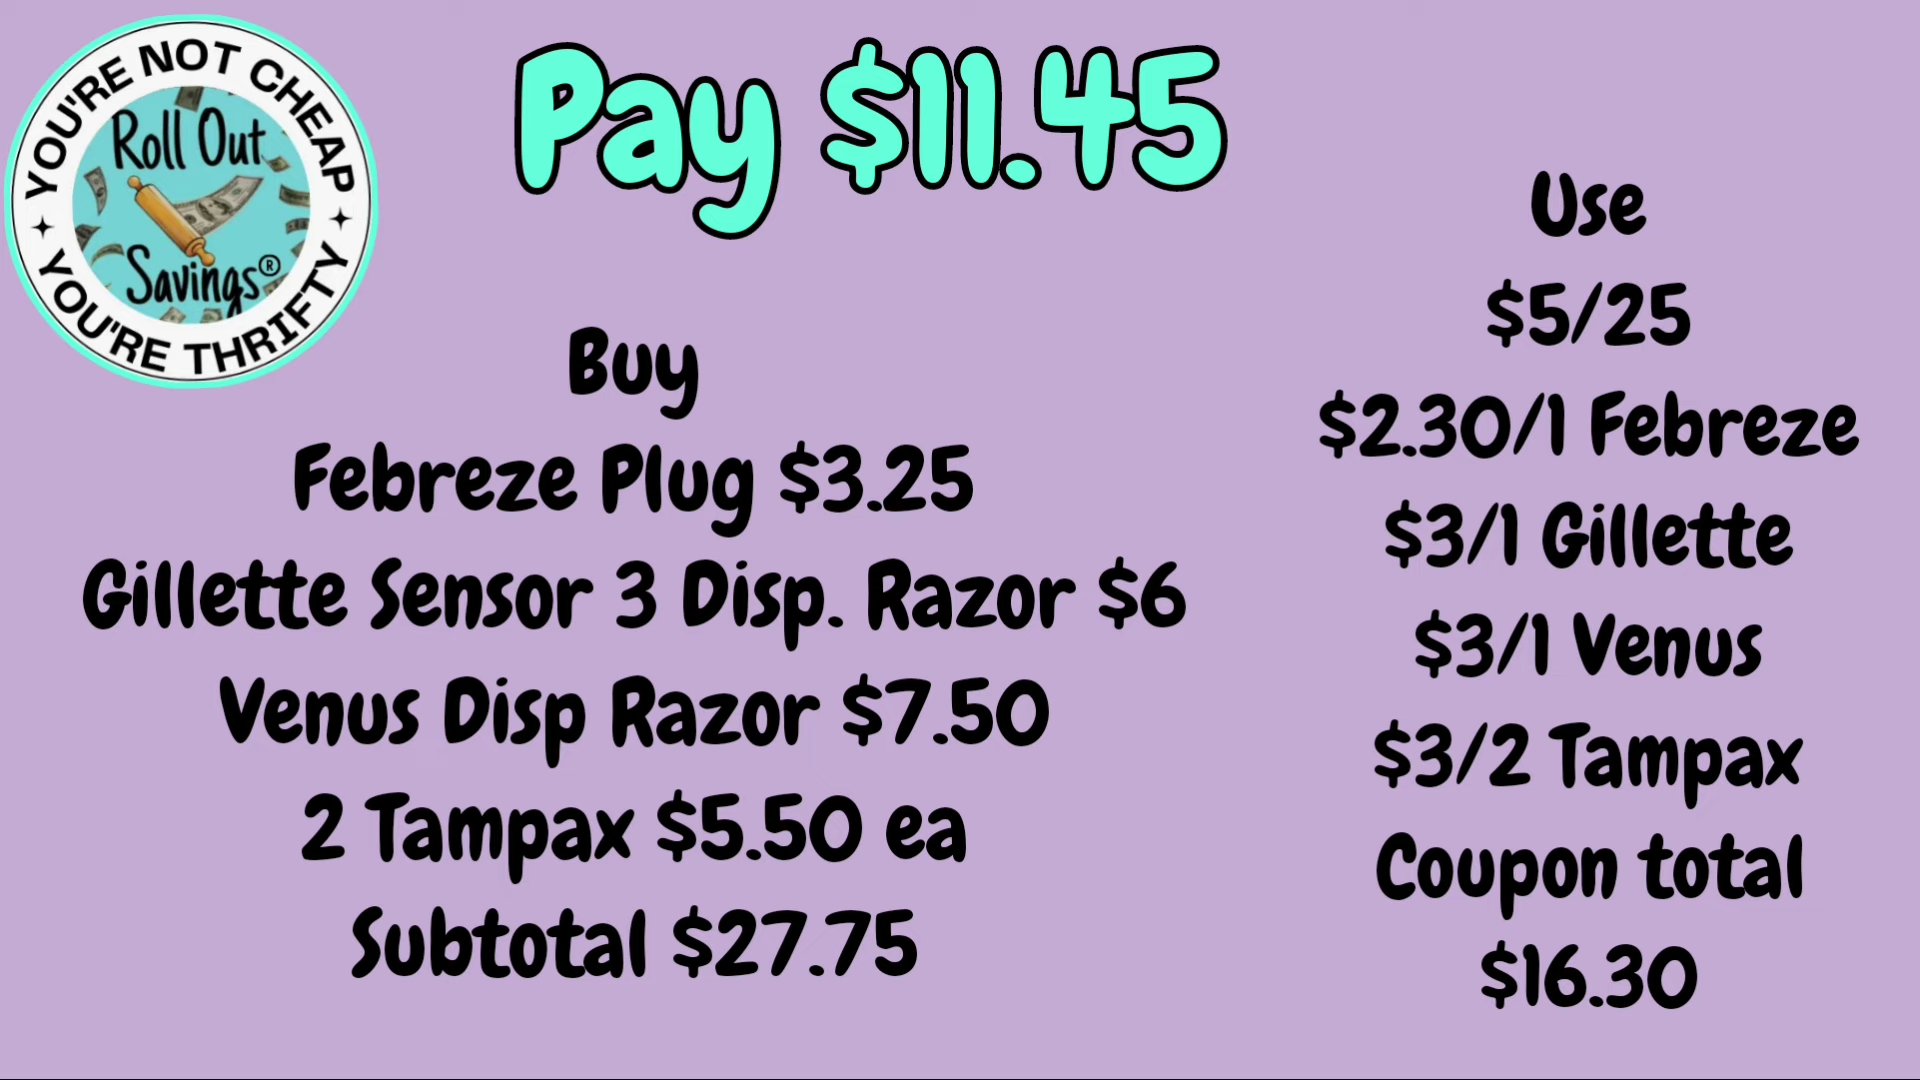 YOU'RE NOT CHEAP
Roll Out
Savings®
YOU'RE THRIFTY
Pay $11.45
Buy
Febreze Plug $3.25
Gillette Sensor 3 Disp. Razor $6
Venus Disp Razor $7.50
2 Tampax $5.50 ea
Subtotal $27.75
Use
$5/25
$2.30/1 Febreze
$3/1 Gillette
$3/1 Venus
$3/2 Tampax
Coupon total
$16.30